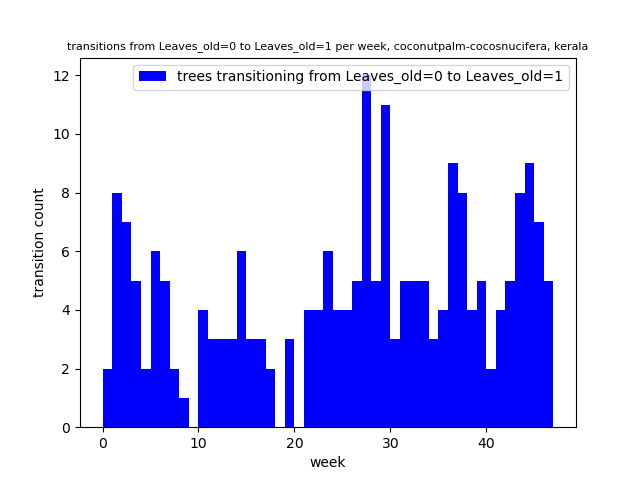 transitions from Leaves_old=0 to Leaves_old=1 per week, coconutpalm-cocosnucifera, kerala
trees transitioning from Leaves_old=0 to Leaves_old=1
transition count
12
10
8
6
4
2
0
0 10 20 30 40
week